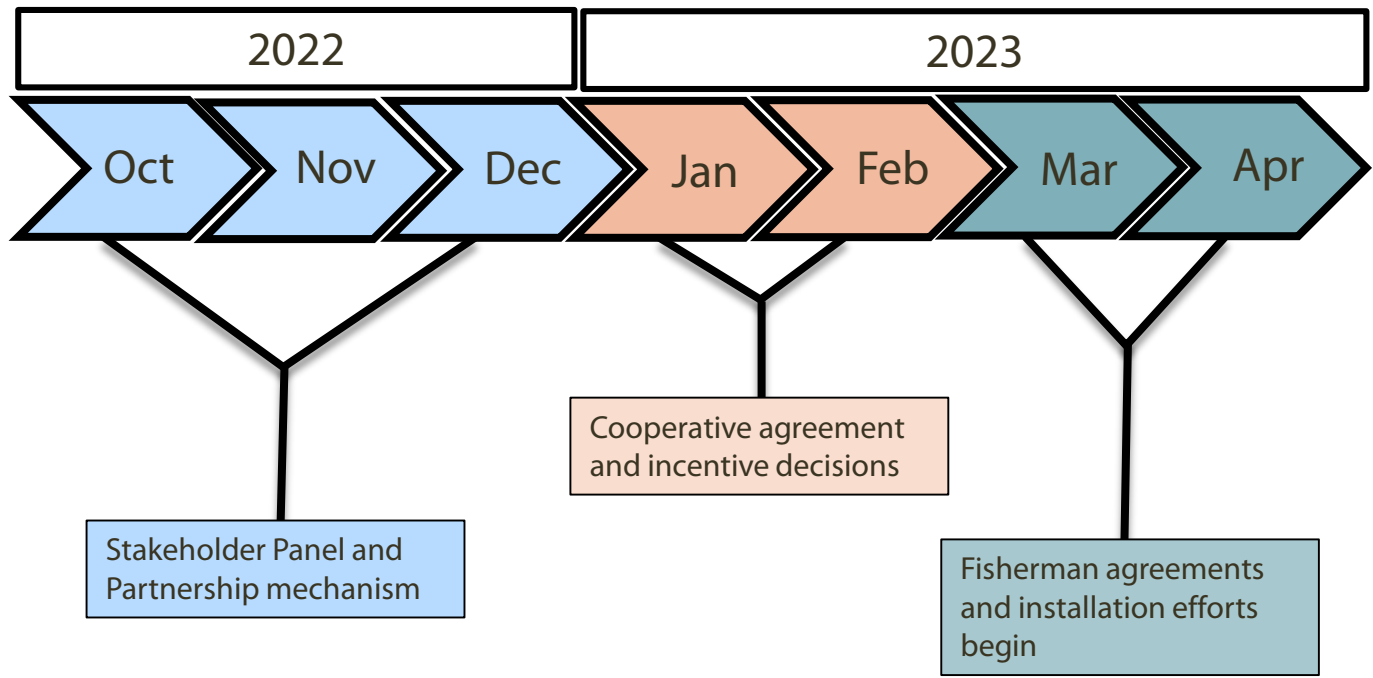 2022
2023
Oct
Nov
Dec
Jan
Feb
Mar
Apr
Cooperative agreement
and incentive decisions
Stakeholder Panel and
Partnership mechanism
Fisherman agreements
and installation efforts
begin